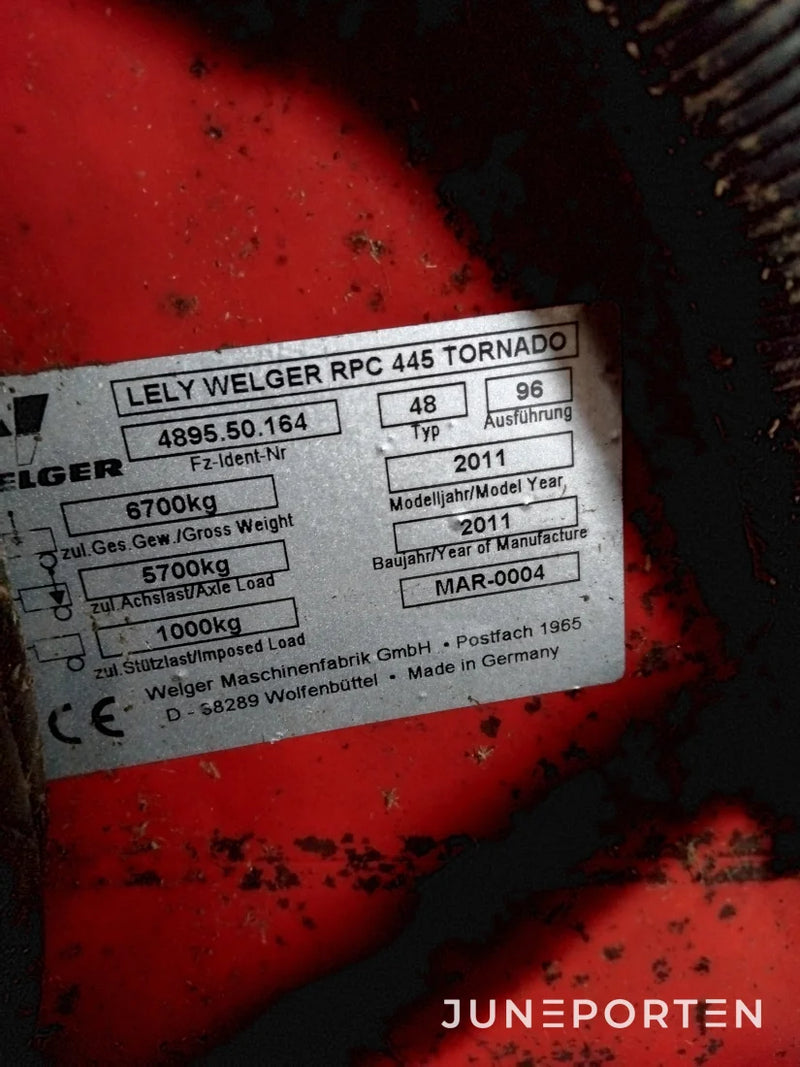 LELY WELGER RPC 445 TORNADO
4895.50.164
Fz-Ident-Nr
48
Typ
96
Ausführung
ELGER
6700kg
zul.Ges.Gew./Gross Weight
5700kg
zul.Achslast/Axle Load
1000kg
zul.Stützlast/Imposed Load
2011
Modelljahr/Model Year
2011
Baujahr/Year of Manufacture
MAR-0004
Welger Maschinenfabrik GmbH • Postfach 1965
D - 38289 Wolfenbüttel • Made in Germany
CE
JUNEPORTEN